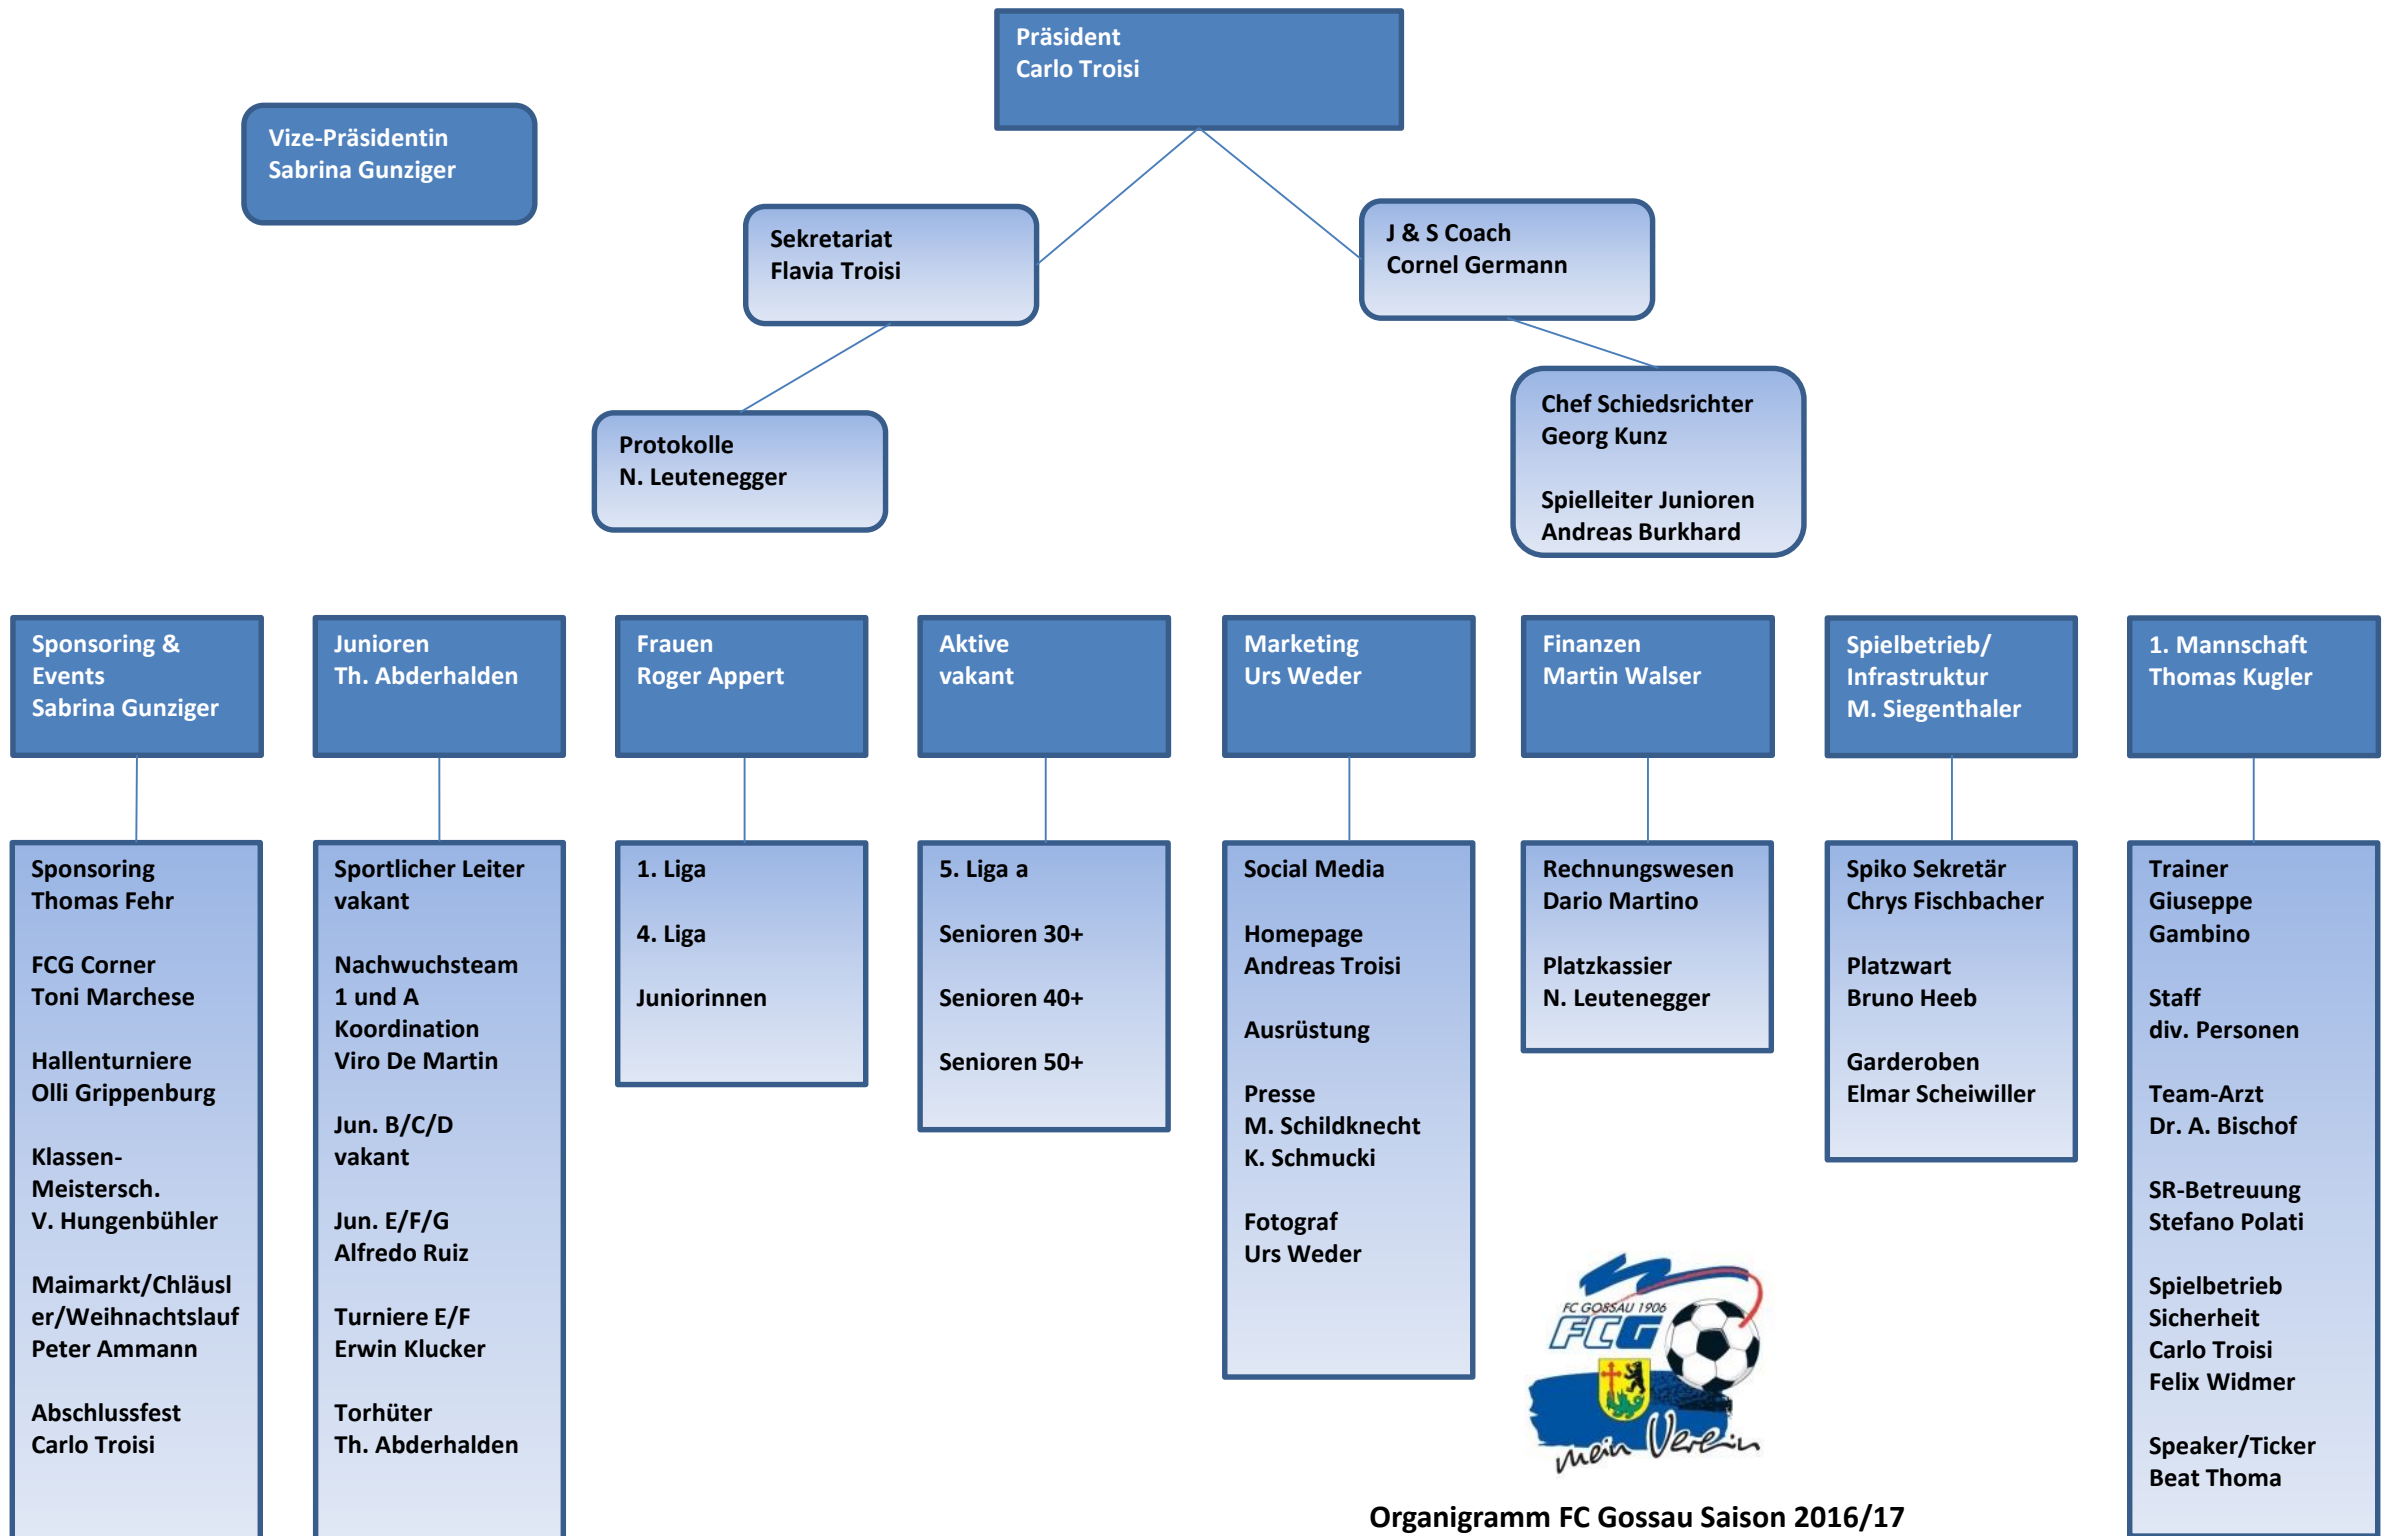 Präsident
Carlo Troisi
Vize-Präsidentin
Sabrina Gunziger
Sekretariat
Flavia Troisi
J & S Coach
Cornel Germann
Protokolle
N. Leutenegger
Chef Schiedsrichter
Georg Kunz
Spielleiter Junioren
Andreas Burkhard
Sponsoring &
Events
Sabrina Gunziger
Junioren
Th. Abderhalden
Frauen
Roger Appert
Aktive
vakant
Marketing
Urs Weder
Finanzen
Martin Walser
Spielbetrieb/
Infrastruktur
M. Siegenthaler
1. Mannschaft
Thomas Kugler
Sponsoring
Thomas Fehr
FCG Corner
Toni Marchese
Hallenturniere
Olli Grippenburg
Klassen-
Meistersch.
V. Hungenbühler
Maimarkt/Chläusl
er/Weihnachtslauf
Peter Ammann
Abschlussfest
Carlo Troisi
Sportlicher Leiter
vakant
Nachwuchsteam
1 und A
Koordination
Viro De Martin
Jun. B/C/D
vakant
Jun. E/F/G
Alfredo Ruiz
Turniere E/F
Erwin Klucker
Torhüter
Th. Abderhalden
1. Liga
4. Liga
Juniorinnen
5. Liga a
Senioren 30+
Senioren 40+
Senioren 50+
Social Media
Homepage
Andreas Troisi
Ausrüstung
Presse
M. Schildknecht
K. Schmucki
Fotograf
Urs Weder
Rechnungswesen
Dario Martino
Platzkassier
N. Leutenegger
Spiko Sekretär
Chrys Fischbacher
Platzwart
Bruno Heeb
Garderoben
Elmar Scheiwiller
Trainer
Giuseppe
Gambino
Staff
div. Personen
Team-Arzt
Dr. A. Bischof
SR-Betreuung
Stefano Polati
Spielbetrieb
Sicherheit
Carlo Troisi
Felix Widmer
Speaker/Ticker
Beat Thoma
FC GOSSAU 1906
FCG
mein Verein
Organigramm FC Gossau Saison 2016/17